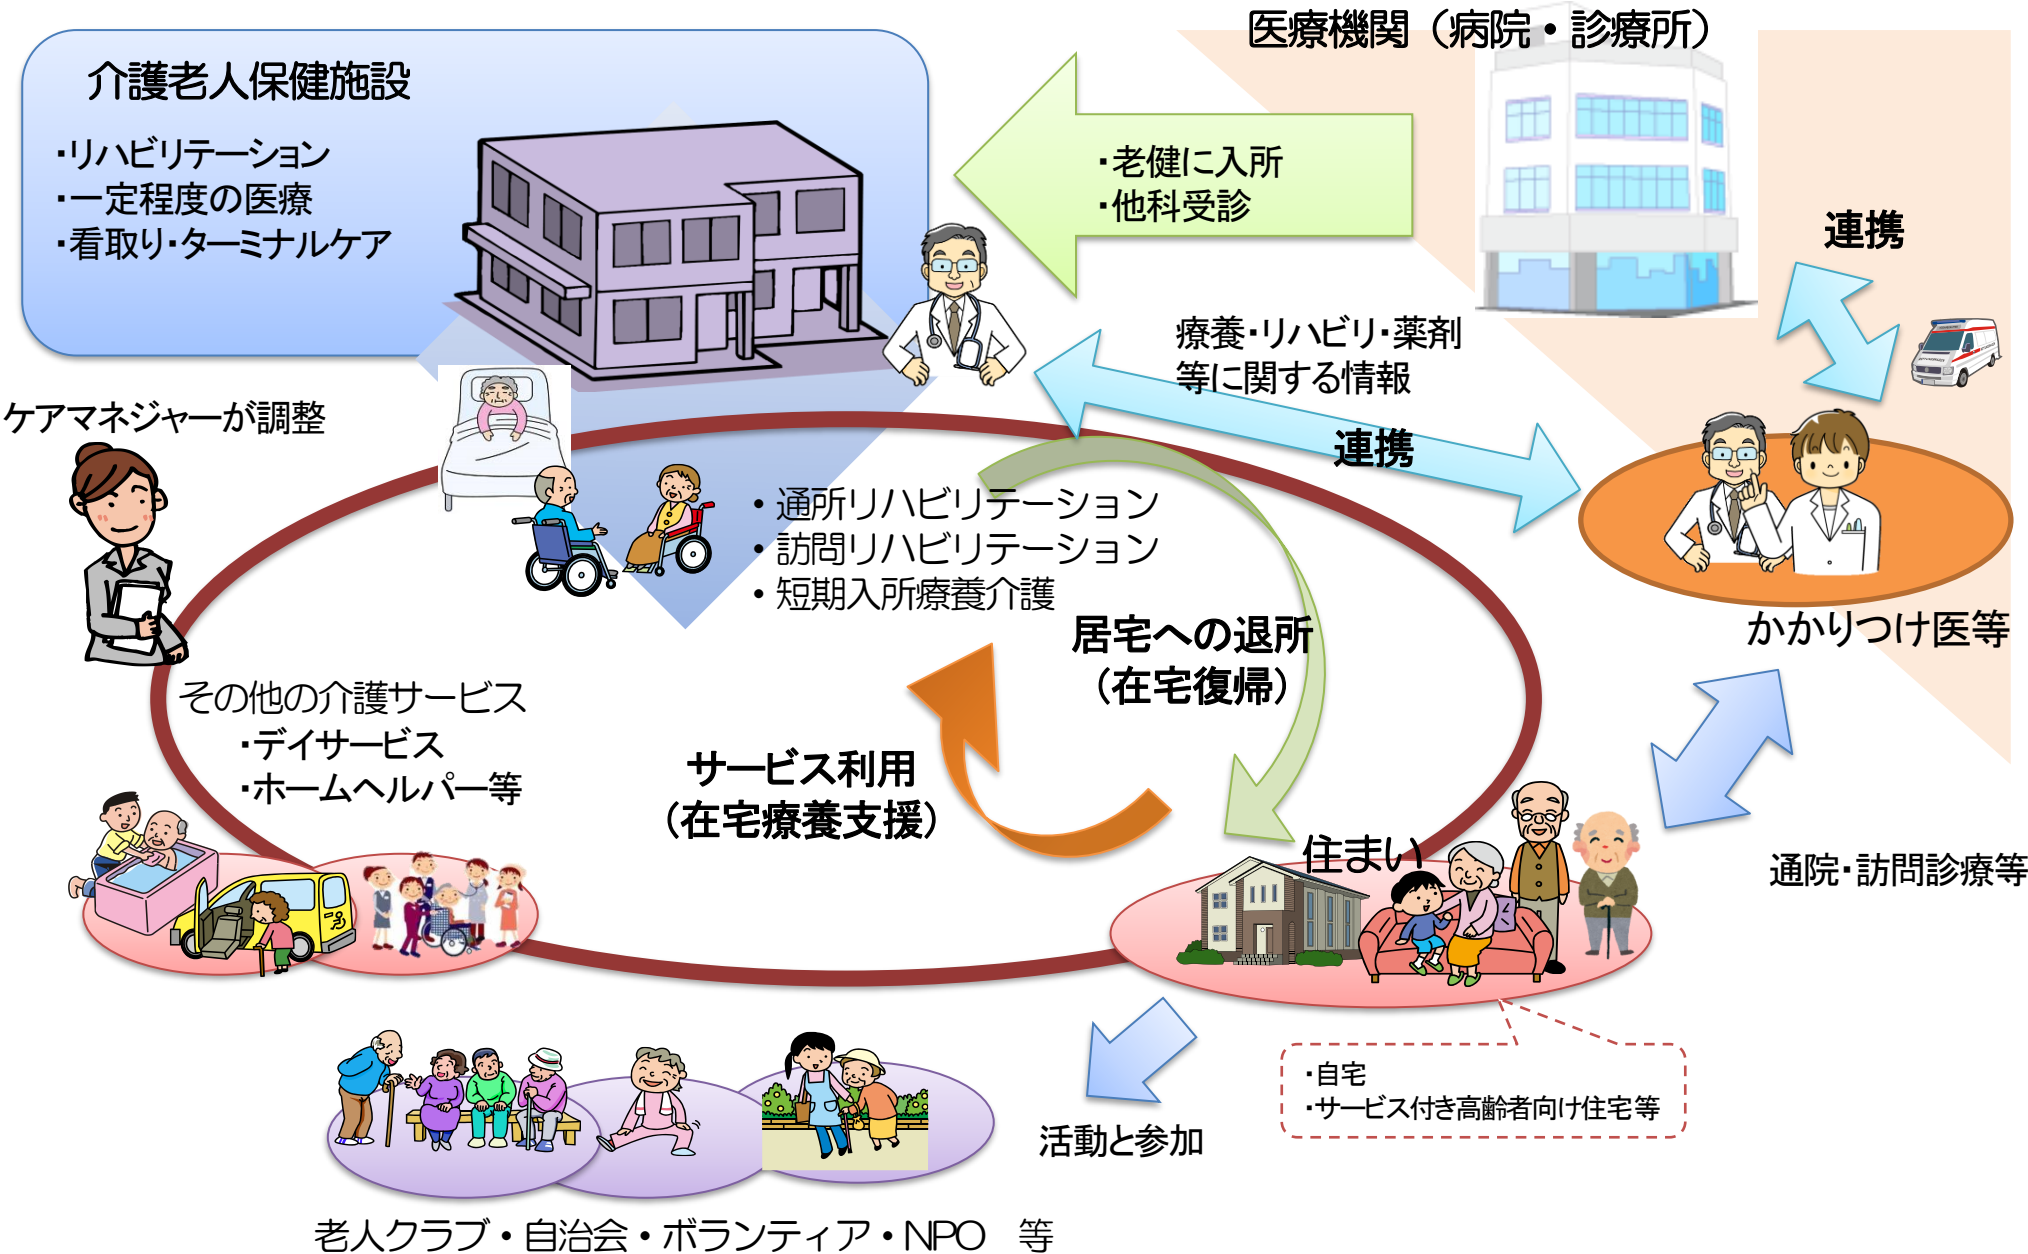 医療機関（病院・診療所）
介護老人保健施設
・リハビリテーション
・一定程度の医療
・看取り・ターミナルケア
・老健に入所
・他科受診
連携
療養・リハビリ・薬剤
等に関する情報
連携
ケアマネジャーが調整
・通所リハビリテーション
・訪問リハビリテーション
・短期入所療養介護
かかりつけ医等
居宅への退所
（在宅復帰）
その他の介護サービス
・デイサービス
・ホームヘルパー等
サービス利用
（在宅療養支援）
住まい
通院・訪問診療等
・自宅
・サービス付き高齢者向け住宅等
活動と参加
老人クラブ・自治会・ボランティア・NPO　等